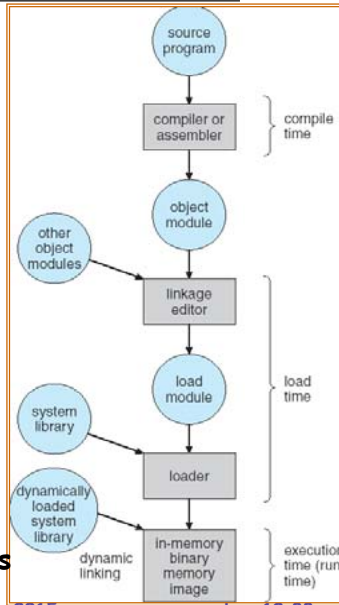 source
program
compiler or
assembler
compile
time
object
module
other
object
modules
linkage
editor
load
module
load
time
system
library
loader
dynamically
loaded
system
library
s
dynamic
linking
in-memory
binary
memory
image
execution
time (run
time)